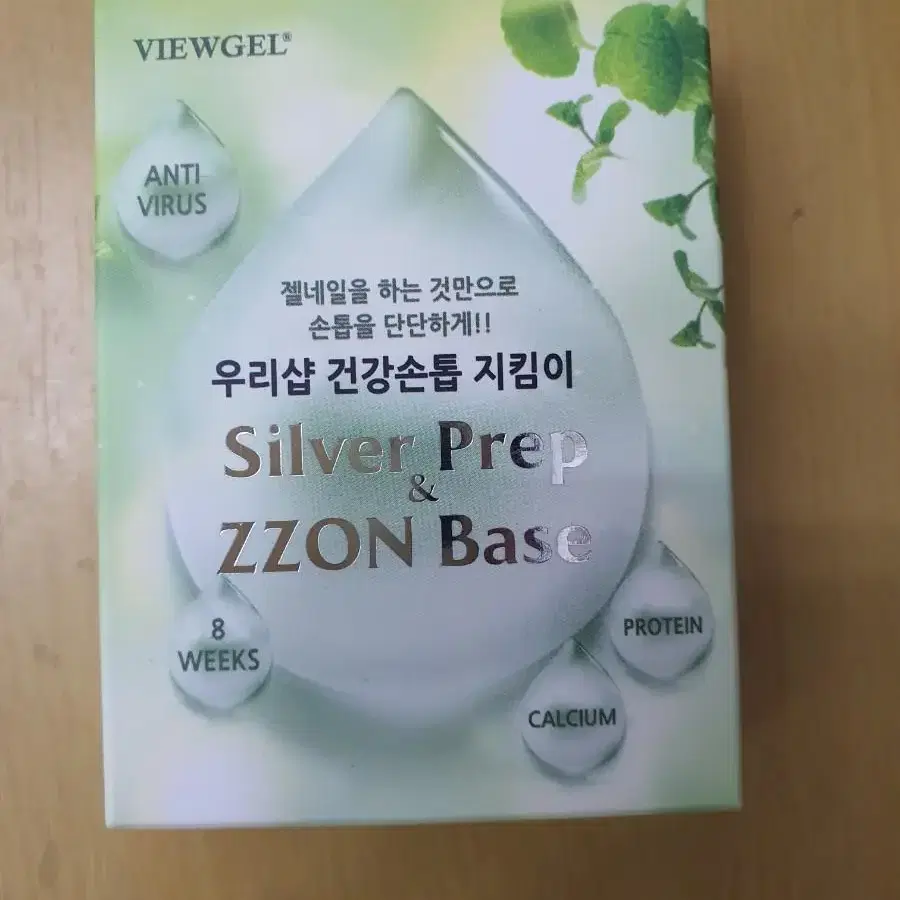 VIEWGEL®
ANTI
VIRUS
젤네일을 하는 것만으로
손톱을 단단하게!!
우리샵 건강손톱 지킴이
Silver Prep
&
ZZON Base
8
WEEKS
PROTEIN
CALCIUM